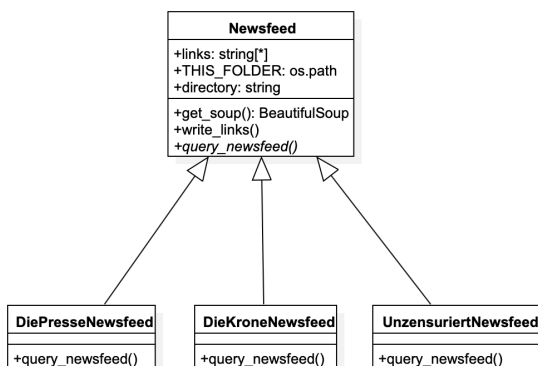 Newsfeed
+links: string[*]
+THIS_FOLDER: os.path
+directory: string
+get_soup(): BeautifulSoup
+write_links()
+query_newsfeed()
DiePresseNewsfeed
+query_newsfeed()
DieKroneNewsfeed
+query_newsfeed()
UnzensuriertNewsfeed
+query_newsfeed()